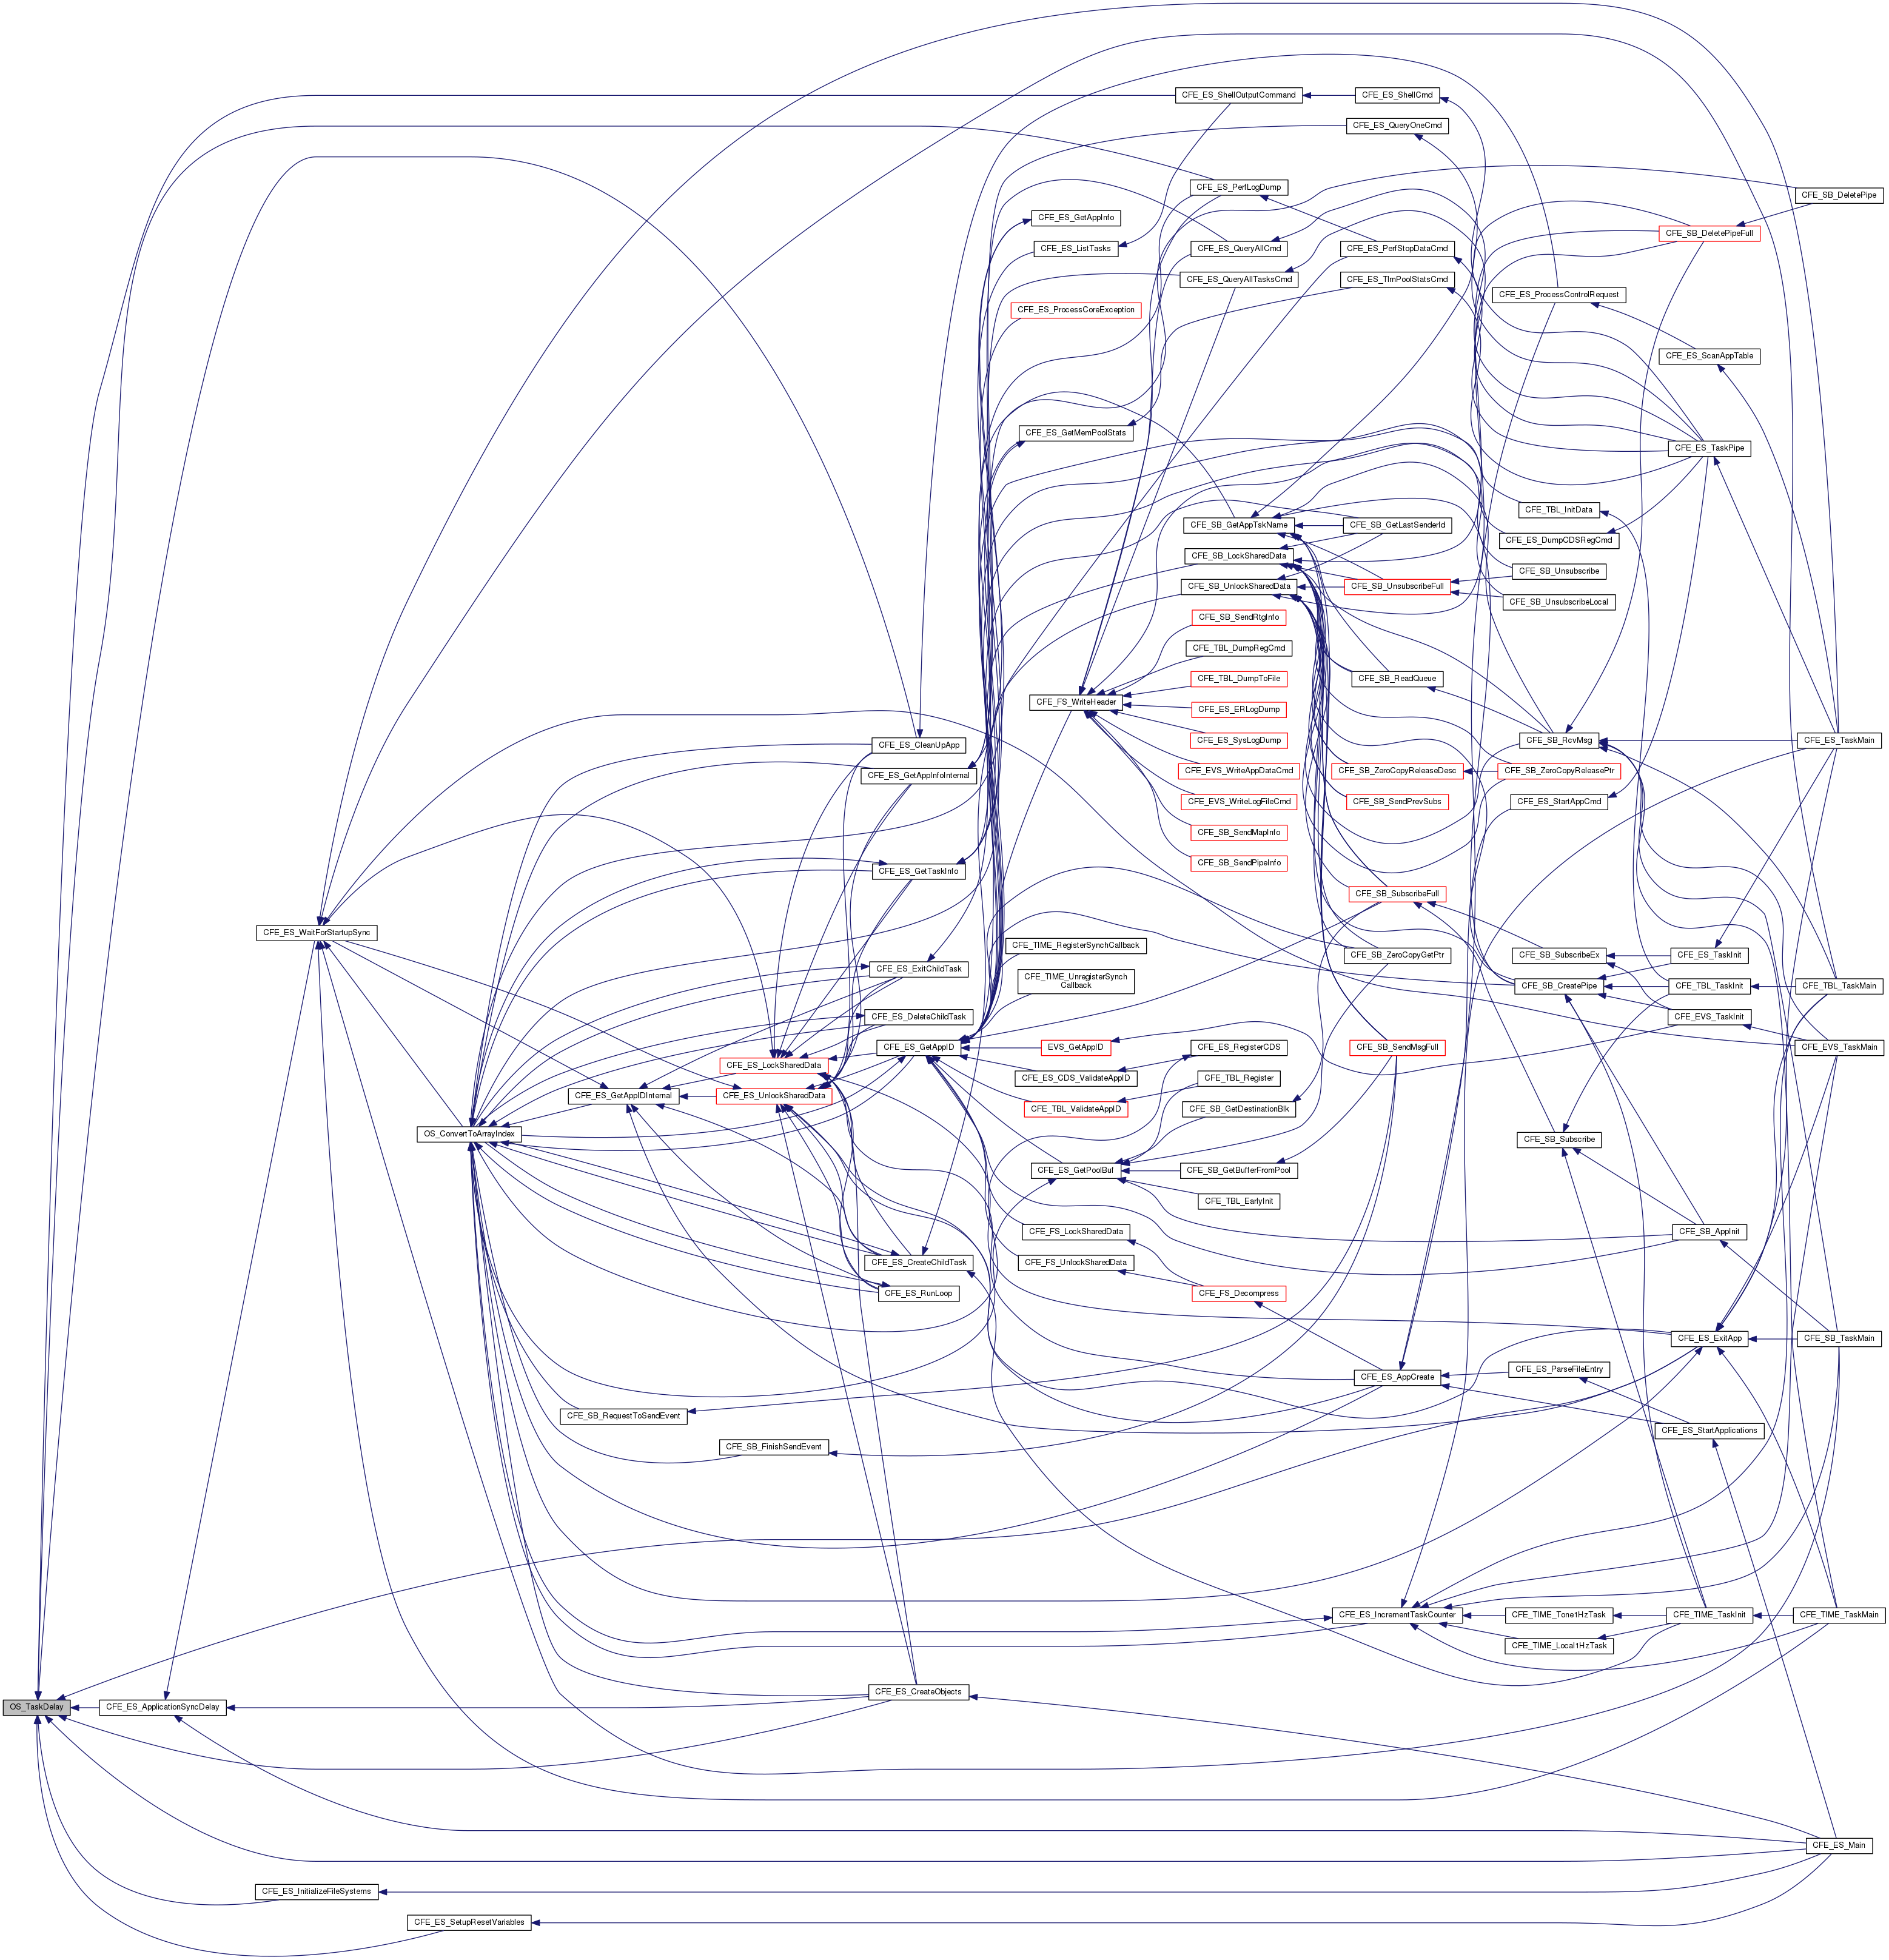 CFE_ES_ShellOutputCommand
CFE_ES_ShellCmd
CFE_ES_QueryOneCmd
CFE_ES_PerfLogDump
CFE_SB_DeletePipe
CFE_ES_GetAppInfo
CFE_SB_DeletePipeFull
CFE_ES_ListTasks
CFE_ES_QueryAllCmd
CFE_ES_PerfStopDataCmd
CFE_ES_QueryAllTasksCmd
CFE_ES_TlmPoolStatsCmd
CFE_ES_ProcessControlRequest
CFE_ES_ProcessCoreException
CFE_ES_ScanAppTable
CFE_ES_GetMemPoolStats
CFE_ES_TaskPipe
CFE_TBL_InitData
CFE_SB_GetAppTskName
CFE_SB_GetLastSenderId
CFE_ES_DumpCDSRegCmd
CFE_SB_LockSharedData
CFE_SB_Unsubscribe
CFE_SB_UnlockSharedData
CFE_SB_UnsubscribeFull
CFE_SB_UnsubscribeLocal
CFE_SB_SendRtgInfo
CFE_TBL_DumpRegCmd
CFE_TBL_DumpToFile
CFE_SB_ReadQueue
CFE_FS_WriteHeader
CFE_ES_ERLogDump
CFE_ES_SysLogDump
CFE_SB_RcvMsg
CFE_ES_TaskMain
CFE_ES_CleanUpApp
CFE_EVS_WriteAppDataCmd
CFE_SB_ZeroCopyReleaseDesc
CFE_SB_ZeroCopyReleasePtr
CFE_ES_GetAppInfoInternal
CFE_EVS_WriteLogFileCmd
CFE_SB_SendPrevSubs
CFE_ES_StartAppCmd
CFE_SB_SendMapInfo
CFE_SB_SendPipeInfo
CFE_ES_GetTaskInfo
CFE_SB_SubscribeFull
CFE_ES_WaitForStartupSync
CFE_TIME_RegisterSynchCallback
CFE_SB_ZeroCopyGetPtr
CFE_SB_SubscribeEx
CFE_ES_TaskInit
CFE_ES_ExitChildTask
CFE_TIME_UnregisterSynch
Callback
CFE_SB_CreatePipe
CFE_TBL_TaskInit
CFE_TBL_TaskMain
CFE_ES_DeleteChildTask
CFE_EVS_TaskInit
CFE_ES_GetAppID
EVS_GetAppID
CFE_ES_RegisterCDS
CFE_SB_SendMsgFull
CFE_EVS_TaskMain
CFE_ES_LockSharedData
CFE_ES_CDS_ValidateAppID
CFE_TBL_Register
CFE_ES_GetAppIDInternal
CFE_ES_UnlockSharedData
CFE_TBL_ValidateAppID
CFE_SB_GetDestinationBlk
OS_ConvertToArrayIndex
CFE_SB_Subscribe
CFE_ES_GetPoolBuf
CFE_SB_GetBufferFromPool
CFE_TBL_EarlyInit
CFE_FS_LockSharedData
CFE_SB_AppInit
CFE_ES_CreateChildTask
CFE_FS_UnlockSharedData
CFE_ES_RunLoop
CFE_FS_Decompress
CFE_ES_ExitApp
CFE_SB_TaskMain
CFE_ES_AppCreate
CFE_ES_ParseFileEntry
CFE_SB_RequestToSendEvent
CFE_ES_StartApplications
CFE_SB_FinishSendEvent
CFE_ES_IncrementTaskCounter
CFE_TIME_Tone1HzTask
CFE_TIME_TaskInit
CFE_TIME_TaskMain
CFE_TIME_Local1HzTask
CFE_ES_CreateObjects
OS_TaskDelay
CFE_ES_ApplicationSyncDelay
CFE_ES_Main
CFE_ES_InitializeFileSystems
CFE_ES_SetupResetVariables